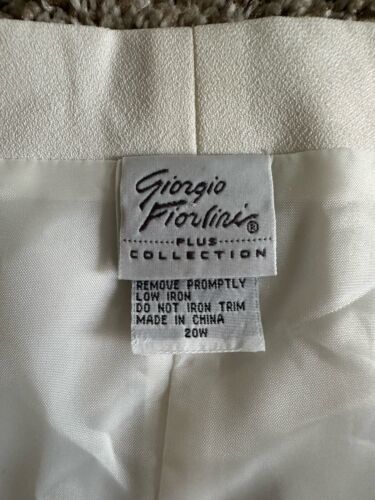 Giorgio
Fiorlini®
PLUS
COLLECTION
REMOVE PROMPTLY
LOW IRON
DO NOT IRON TRIM
MADE IN CHINA
20W